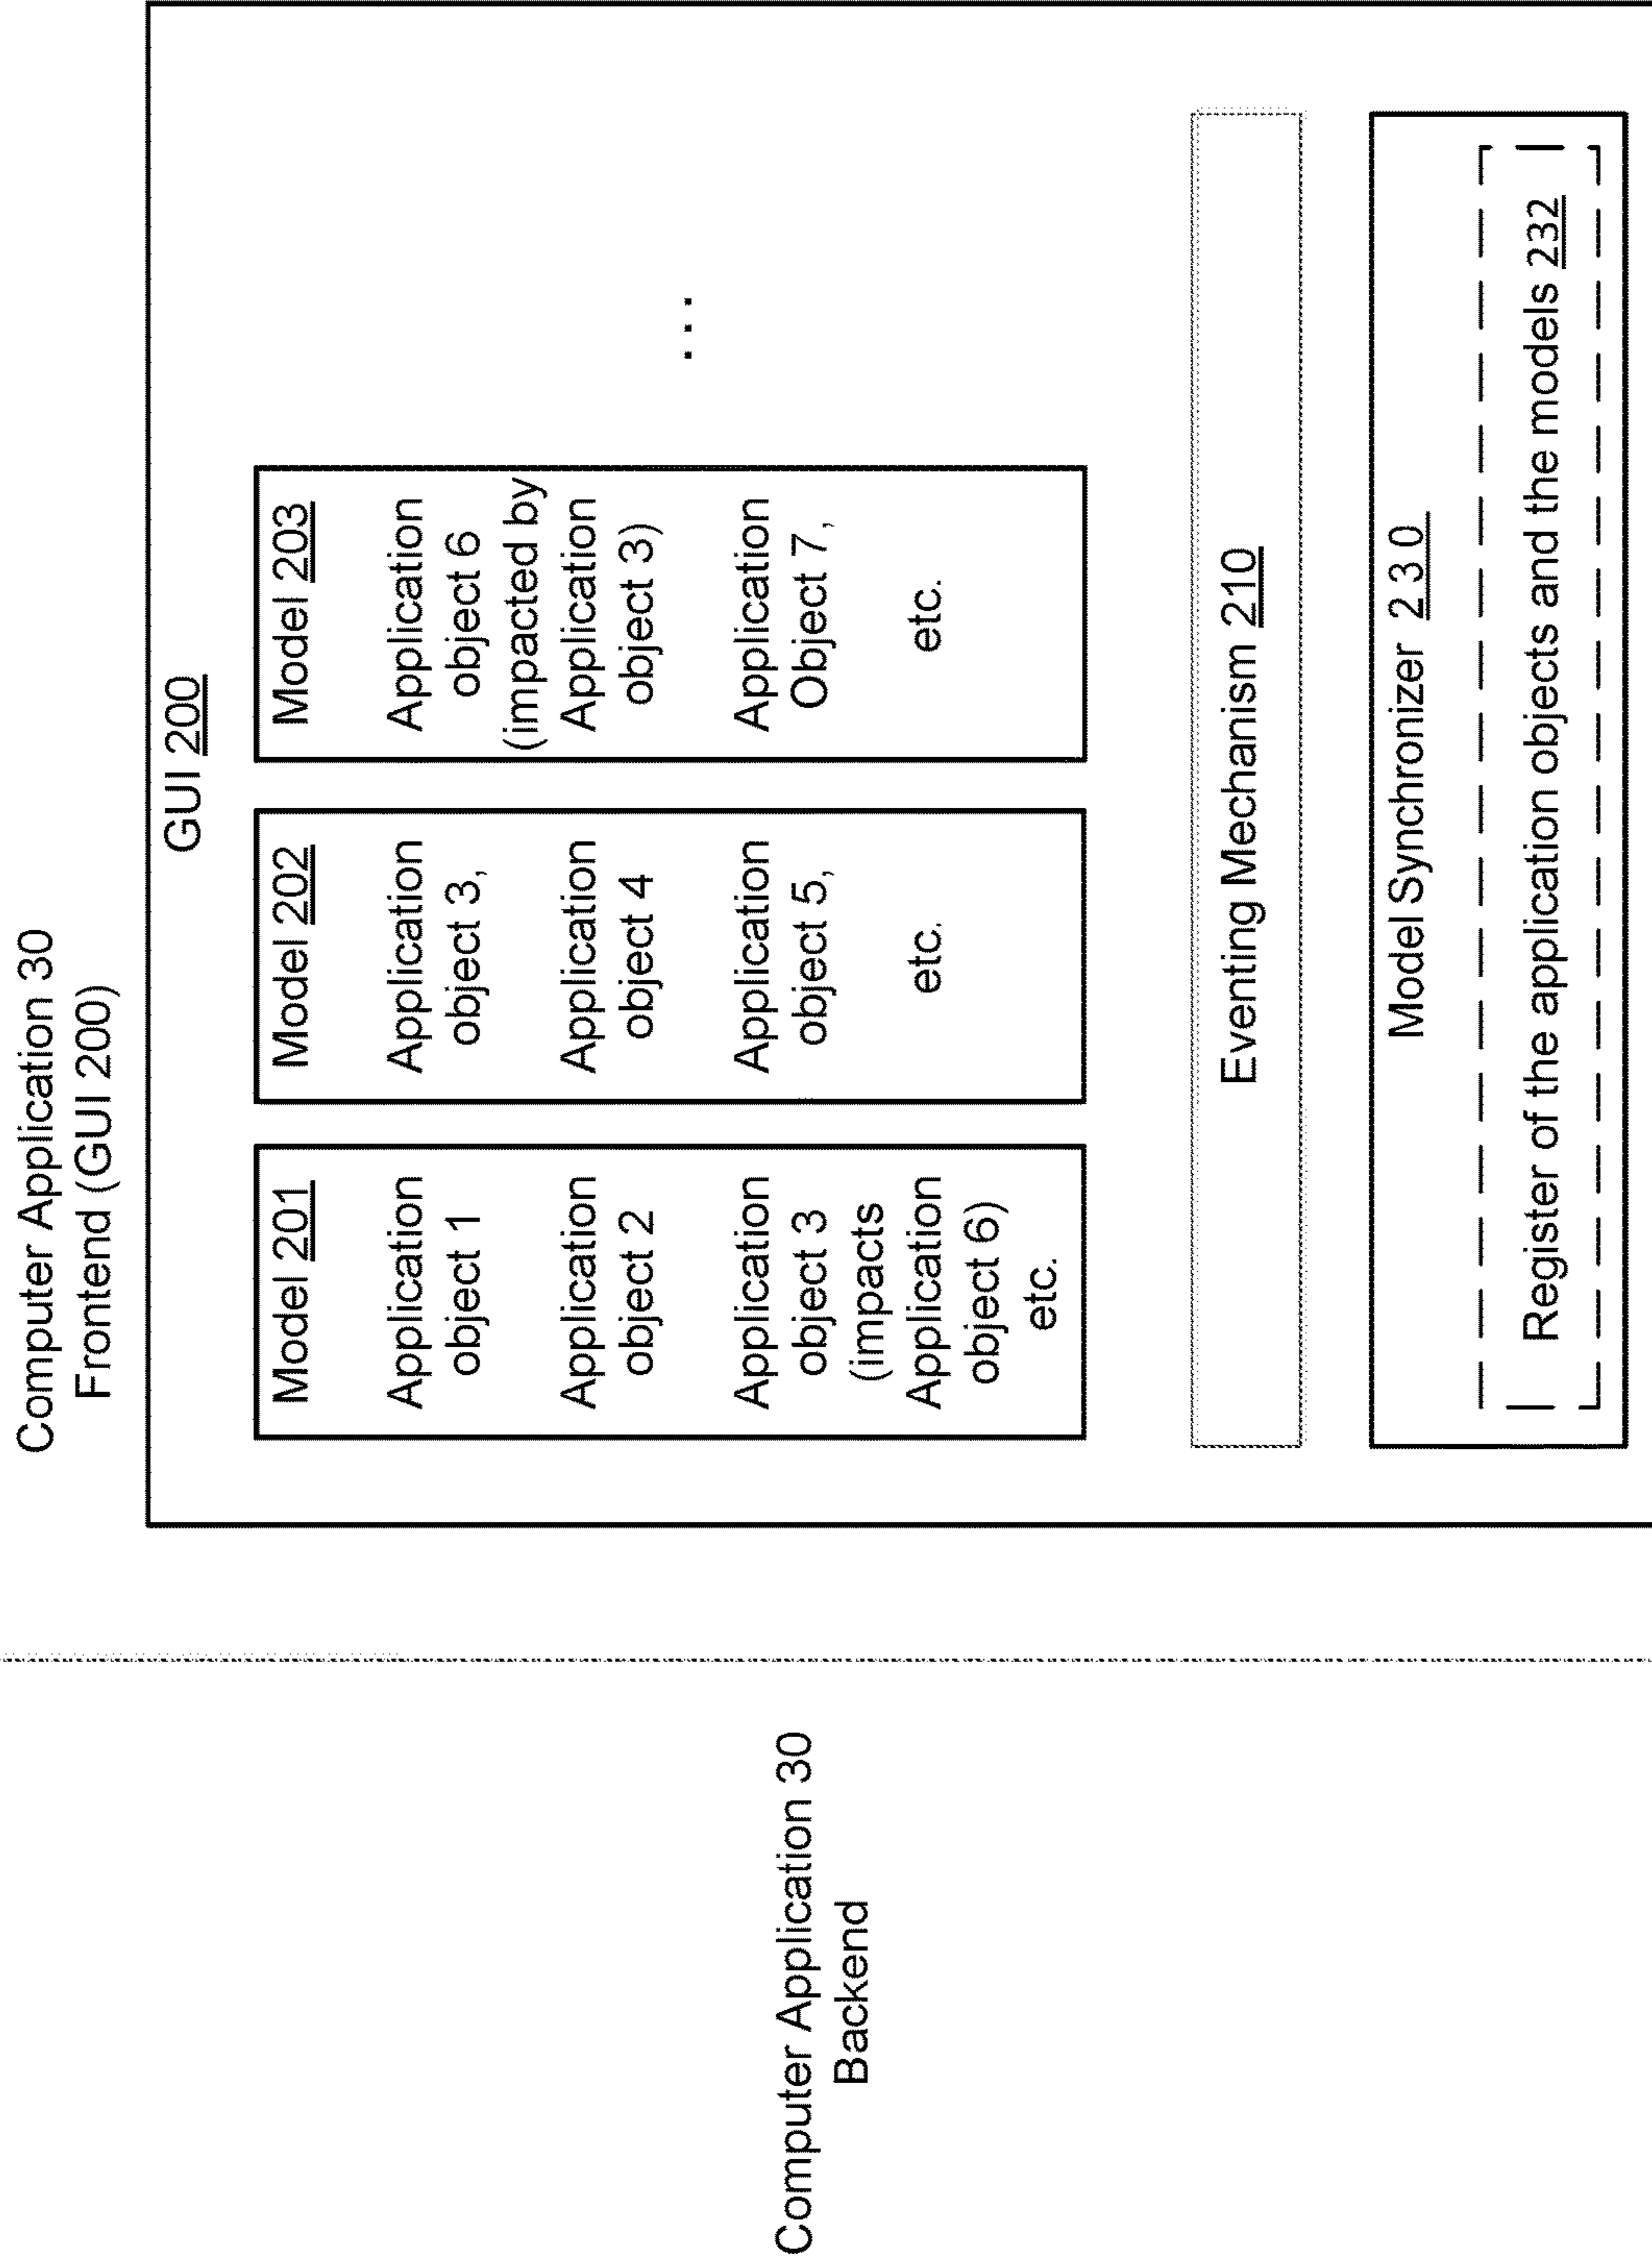 Computer Application 30
Frontend (GUI 200)
Computer Application 30
Backend
GUI 200
Model 201
Application
object 1
Application
object 2
Application
object 3
(impacts
Application
object 6)
etc.
Model 202
Application
object 3,
Application
object 4
Application
object 5,
etc.
Model 203
Application
object 6
(impacted by
Application
object 3)
Application
Object 7,
etc.
...
Eventing Mechanism 210
Model Synchronizer 2 3 0
Register of the application objects and the models 232